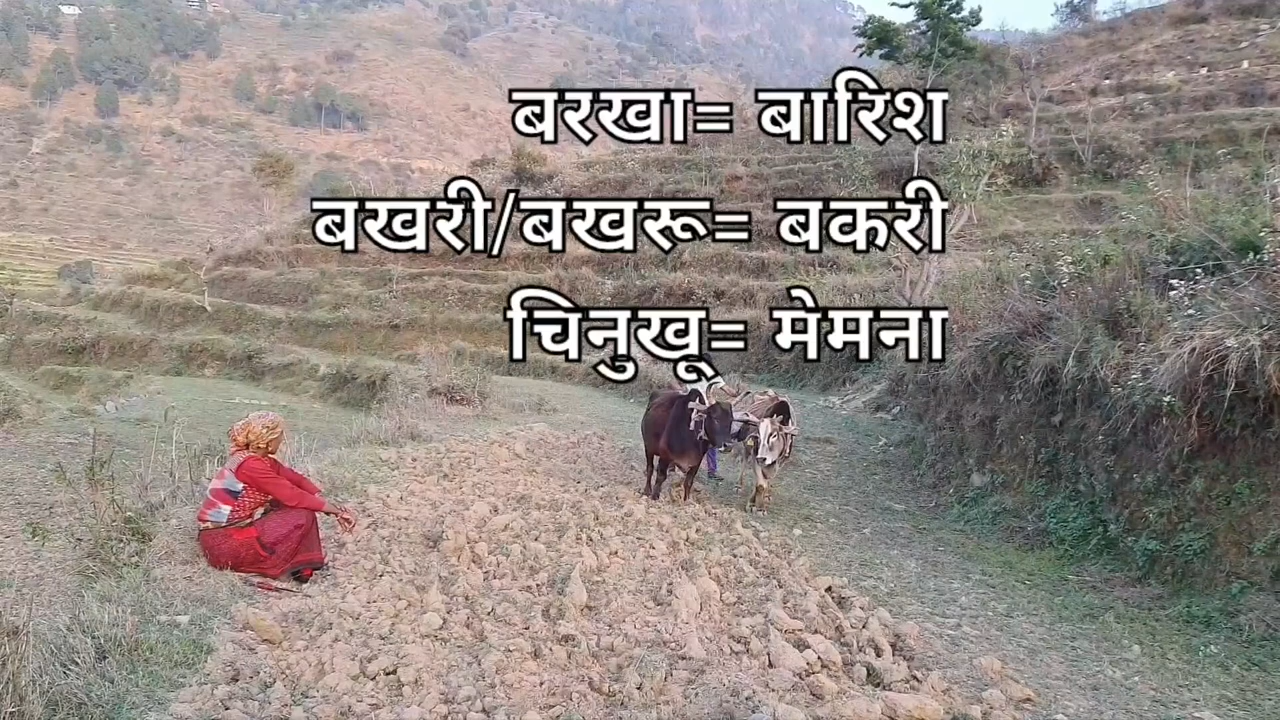 बरखा= बारिश
बखरी/बखरू= बकरी
चिनुखू= मेमना